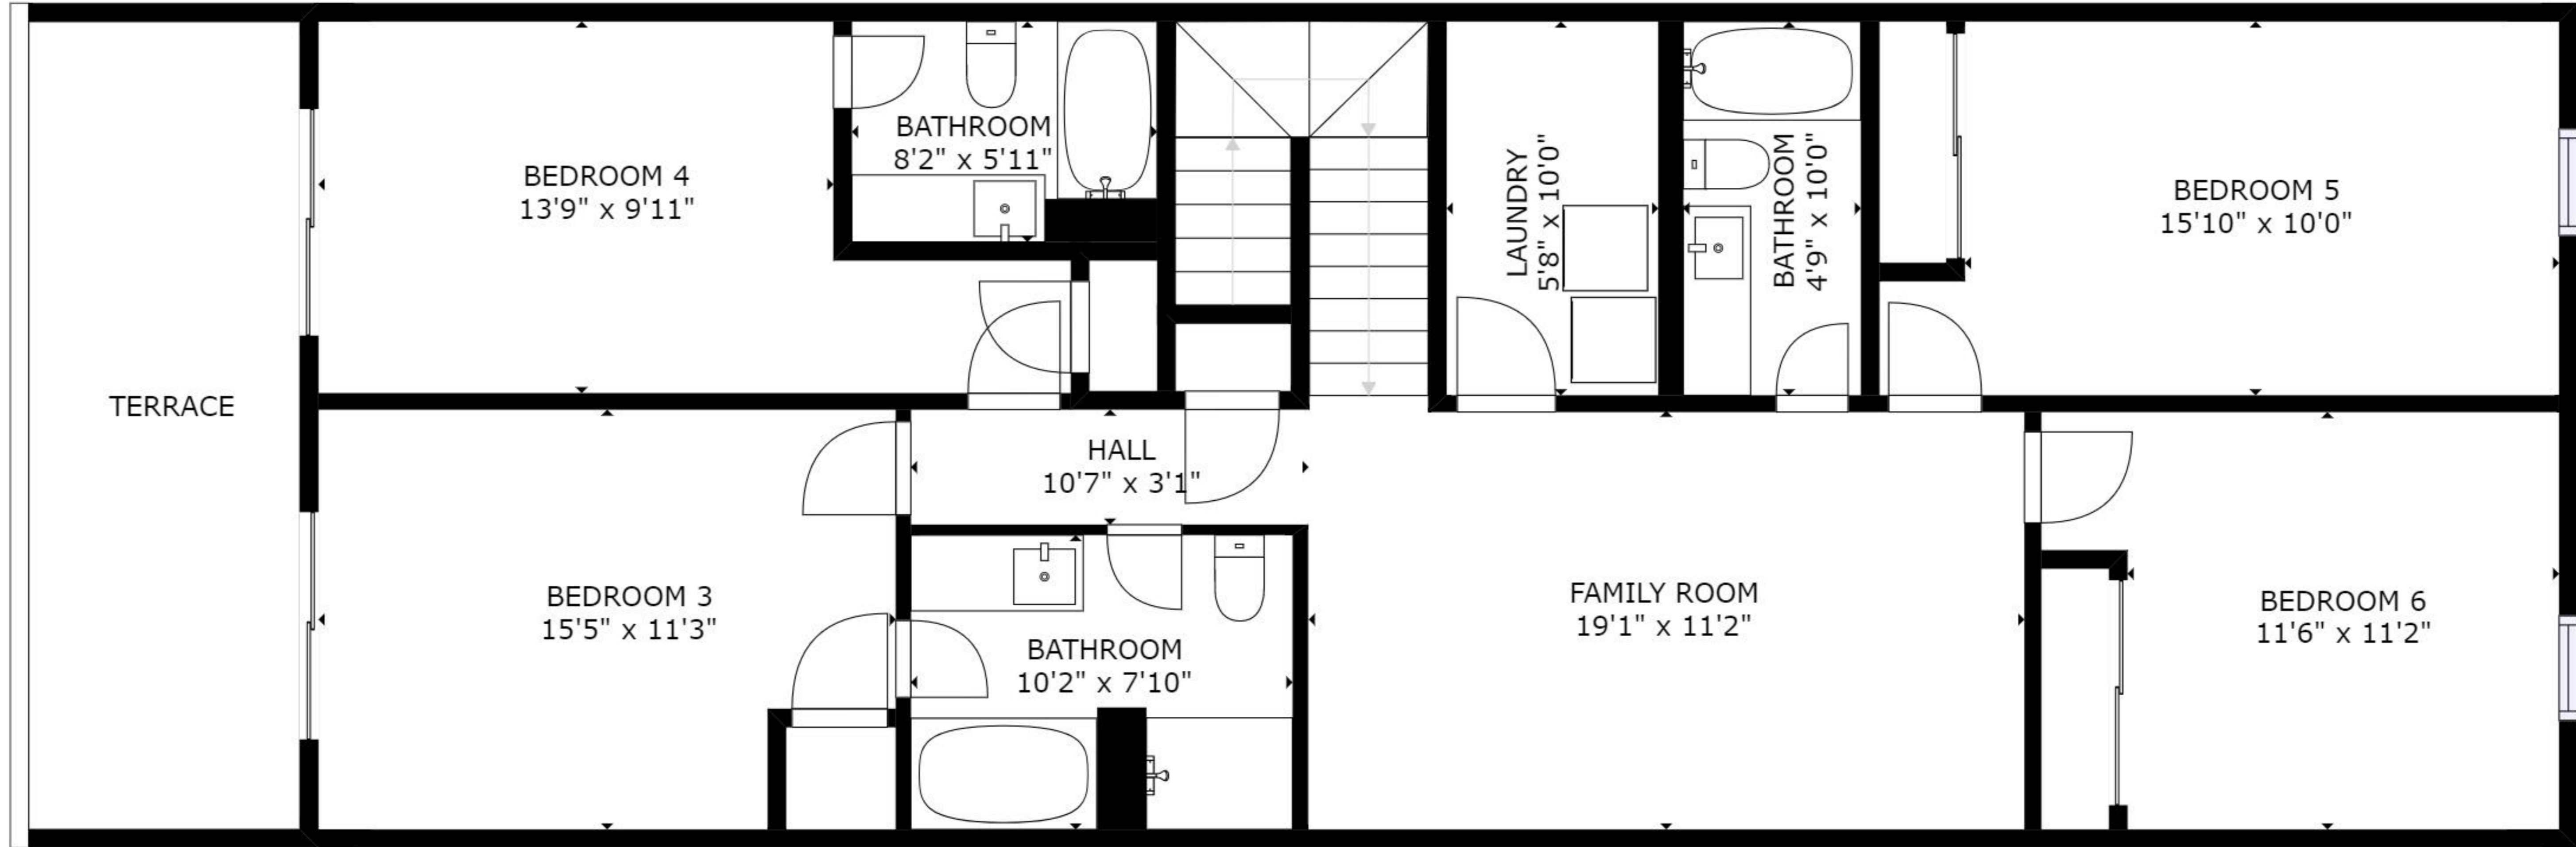 BEDROOM 4
13'9" x 9'11"
BATHROOM
8'2" x 5'11"
LAUNDRY
5'8" x 10'0"
BATHROOM
4'9" x 10'0"
BEDROOM 5
15'10" x 10'0"
TERRACE
HALL
10'7" x 3'1"
BEDROOM 3
15'5" x 11'3"
BATHROOM
10'2" x 7'10"
FAMILY ROOM
19'1" x 11'2"
BEDROOM 6
11'6" x 11'2"